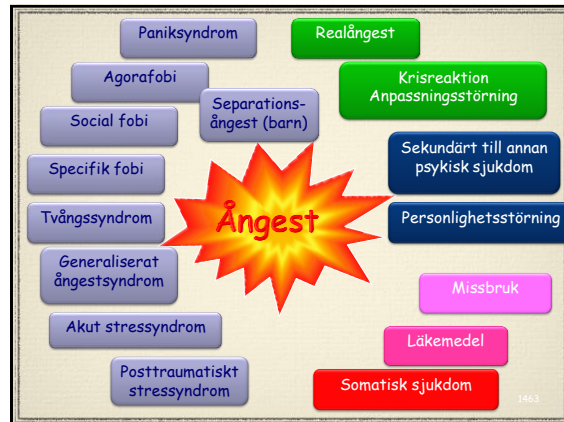 Paniksyndrom
Realångest
Agorafobi
Krisreaktion
Anpassningsstörning
Separations-
ångest (barn)
Social fobi
Sekundärt till annan
psykisk sjukdom
Specifik fobi
Ångest
Tvångssyndrom
Personlighetsstörning
Generaliserat
ångestsyndrom
Missbruk
Akut stressyndrom
Läkemedel
Posttraumatiskt
stressyndrom
Somatisk sjukdom
1463